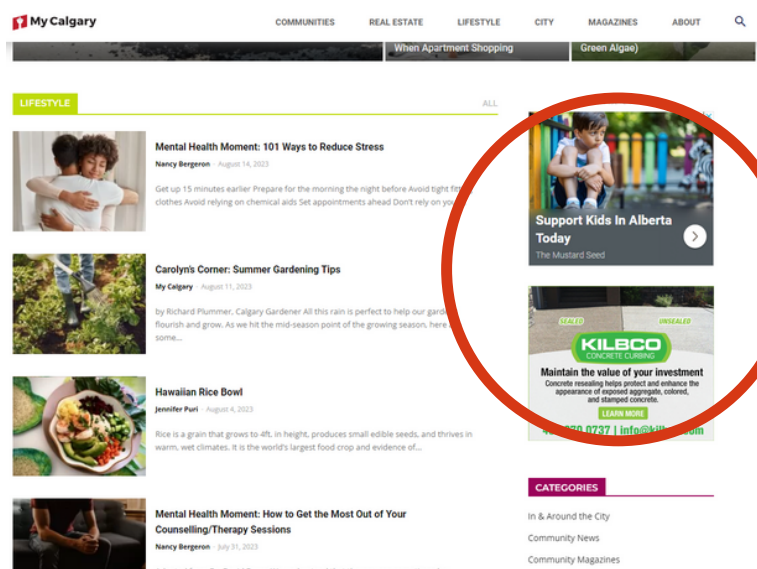 My Calgary
COMMUNITIES
REAL ESTATE
LIFESTYLE
CITY
MAGAZINES
ABOUT
When Apartment Shopping
Green Algae)
LIFESTYLE
ALL
Mental Health Moment: 101 Ways to Reduce Stress
Nancy Bergeron - August 14, 2023
Get up 15 minutes earlier Prepare for the morning the night before Avoid tight
clothes Avoid relying on chemical aids Set appointments ahead Don't rely on
Carolyn's Corner: Summer Gardening Tips
My Calgary - August 11, 2023
by Richard Plummer, Calgary Gardener All this rain is perfect to help our
flourish and grow. As we hit the mid-season point of the growing season, here
some...
Hawaiian Rice Bowl
Jennifer Puri - August 4, 2023
Rice is a grain that grows to 4ft. in height, produces small edible seeds, and thrives in
warm, wet climates. It is the world's largest food crop and evidence of...
Mental Health Moment: How to Get the Most Out of Your
Counselling/Therapy Sessions
Nancy Bergeron - July 31, 2023
Support Kids In Alberta
Today
The Mustard Seed
SEALED
UNSEALED
KILBCO
CONCRETE CURBING
Maintain the value of your investment
Concrete resealing helps protect and enhance the
appearance of exposed aggregate, colored,
and stamped concrete.
LEARN MORE
0737 |
CATEGORIES
In & Around the City
Community News
Community Magazines